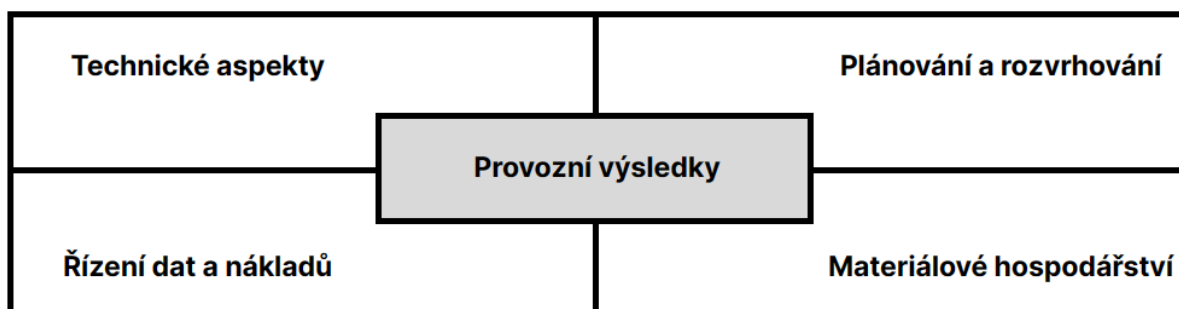 Technické aspekty
Plánování a rozvrhování
Provozní výsledky
Řízení dat a nákladů
Materiálové hospodářství